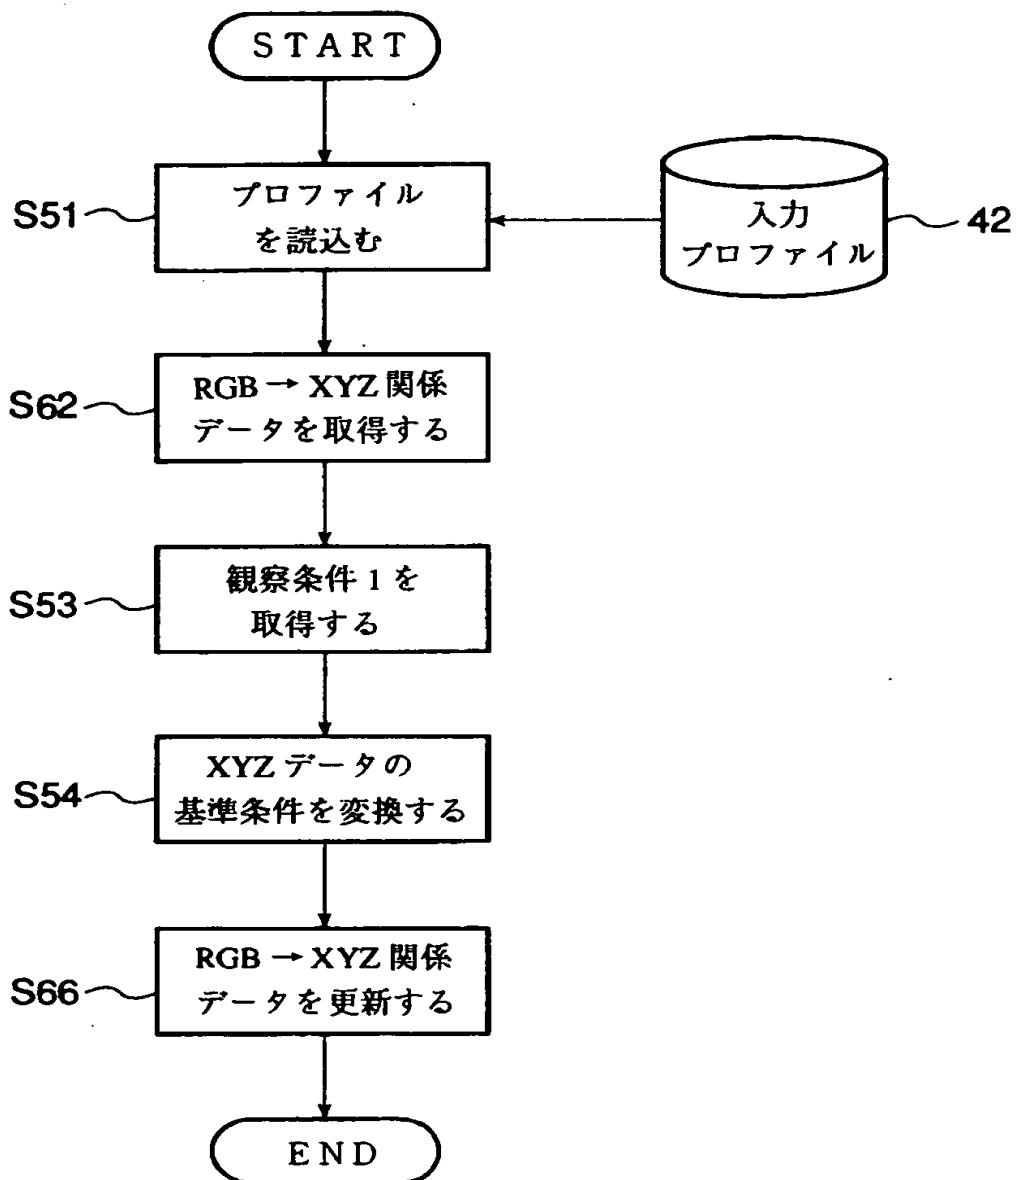 START
S51
プロファイル
を読込む
入力
プロファイル
42
S62
RGB → XYZ 関係
データを取得する
S53
観察条件 1 を
取得する
S54
XYZ データの
基準条件を変換する
S66
RGB → XYZ 関係
データを更新する
END